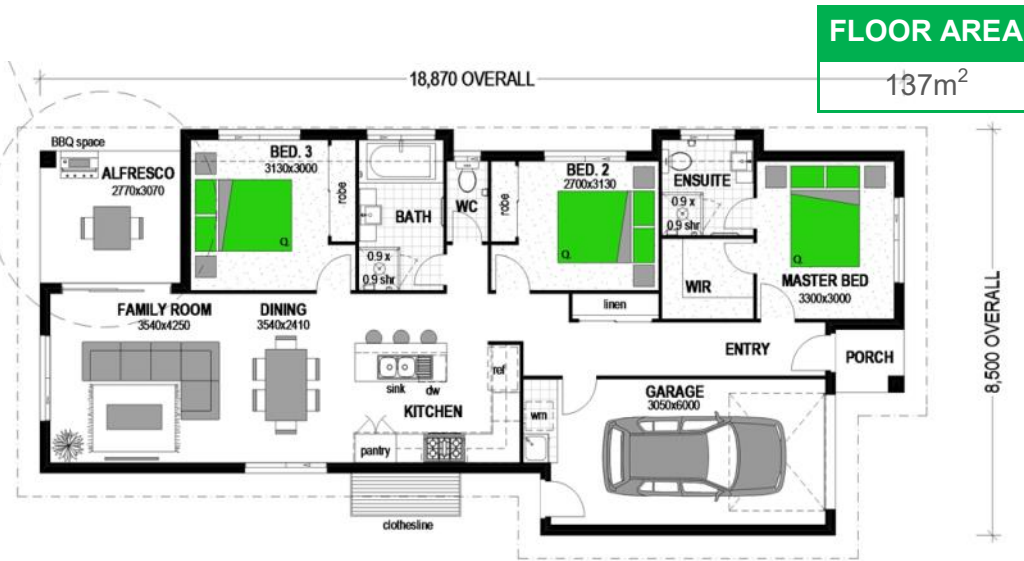 FLOOR AREA
137m²
18,870 OVERALL
BBQ space
ALFRESCO
2770x3070
BED. 3
3130x3000
robe
Q
BATH
0.9 x
0.9 shr
WC
robe
BED. 2
2700x3130
Q
ENSUITE
0.9 x
0.9 shr
WIR
Q
MASTER BED
3300x3000
linen
FAMILY ROOM
3540x4250
DINING
3540x2410
sink
dw
ref
KITCHEN
pantry
ENTRY
PORCH
GARAGE
3050x6000
wm
clothesline
8,500 OVERALL